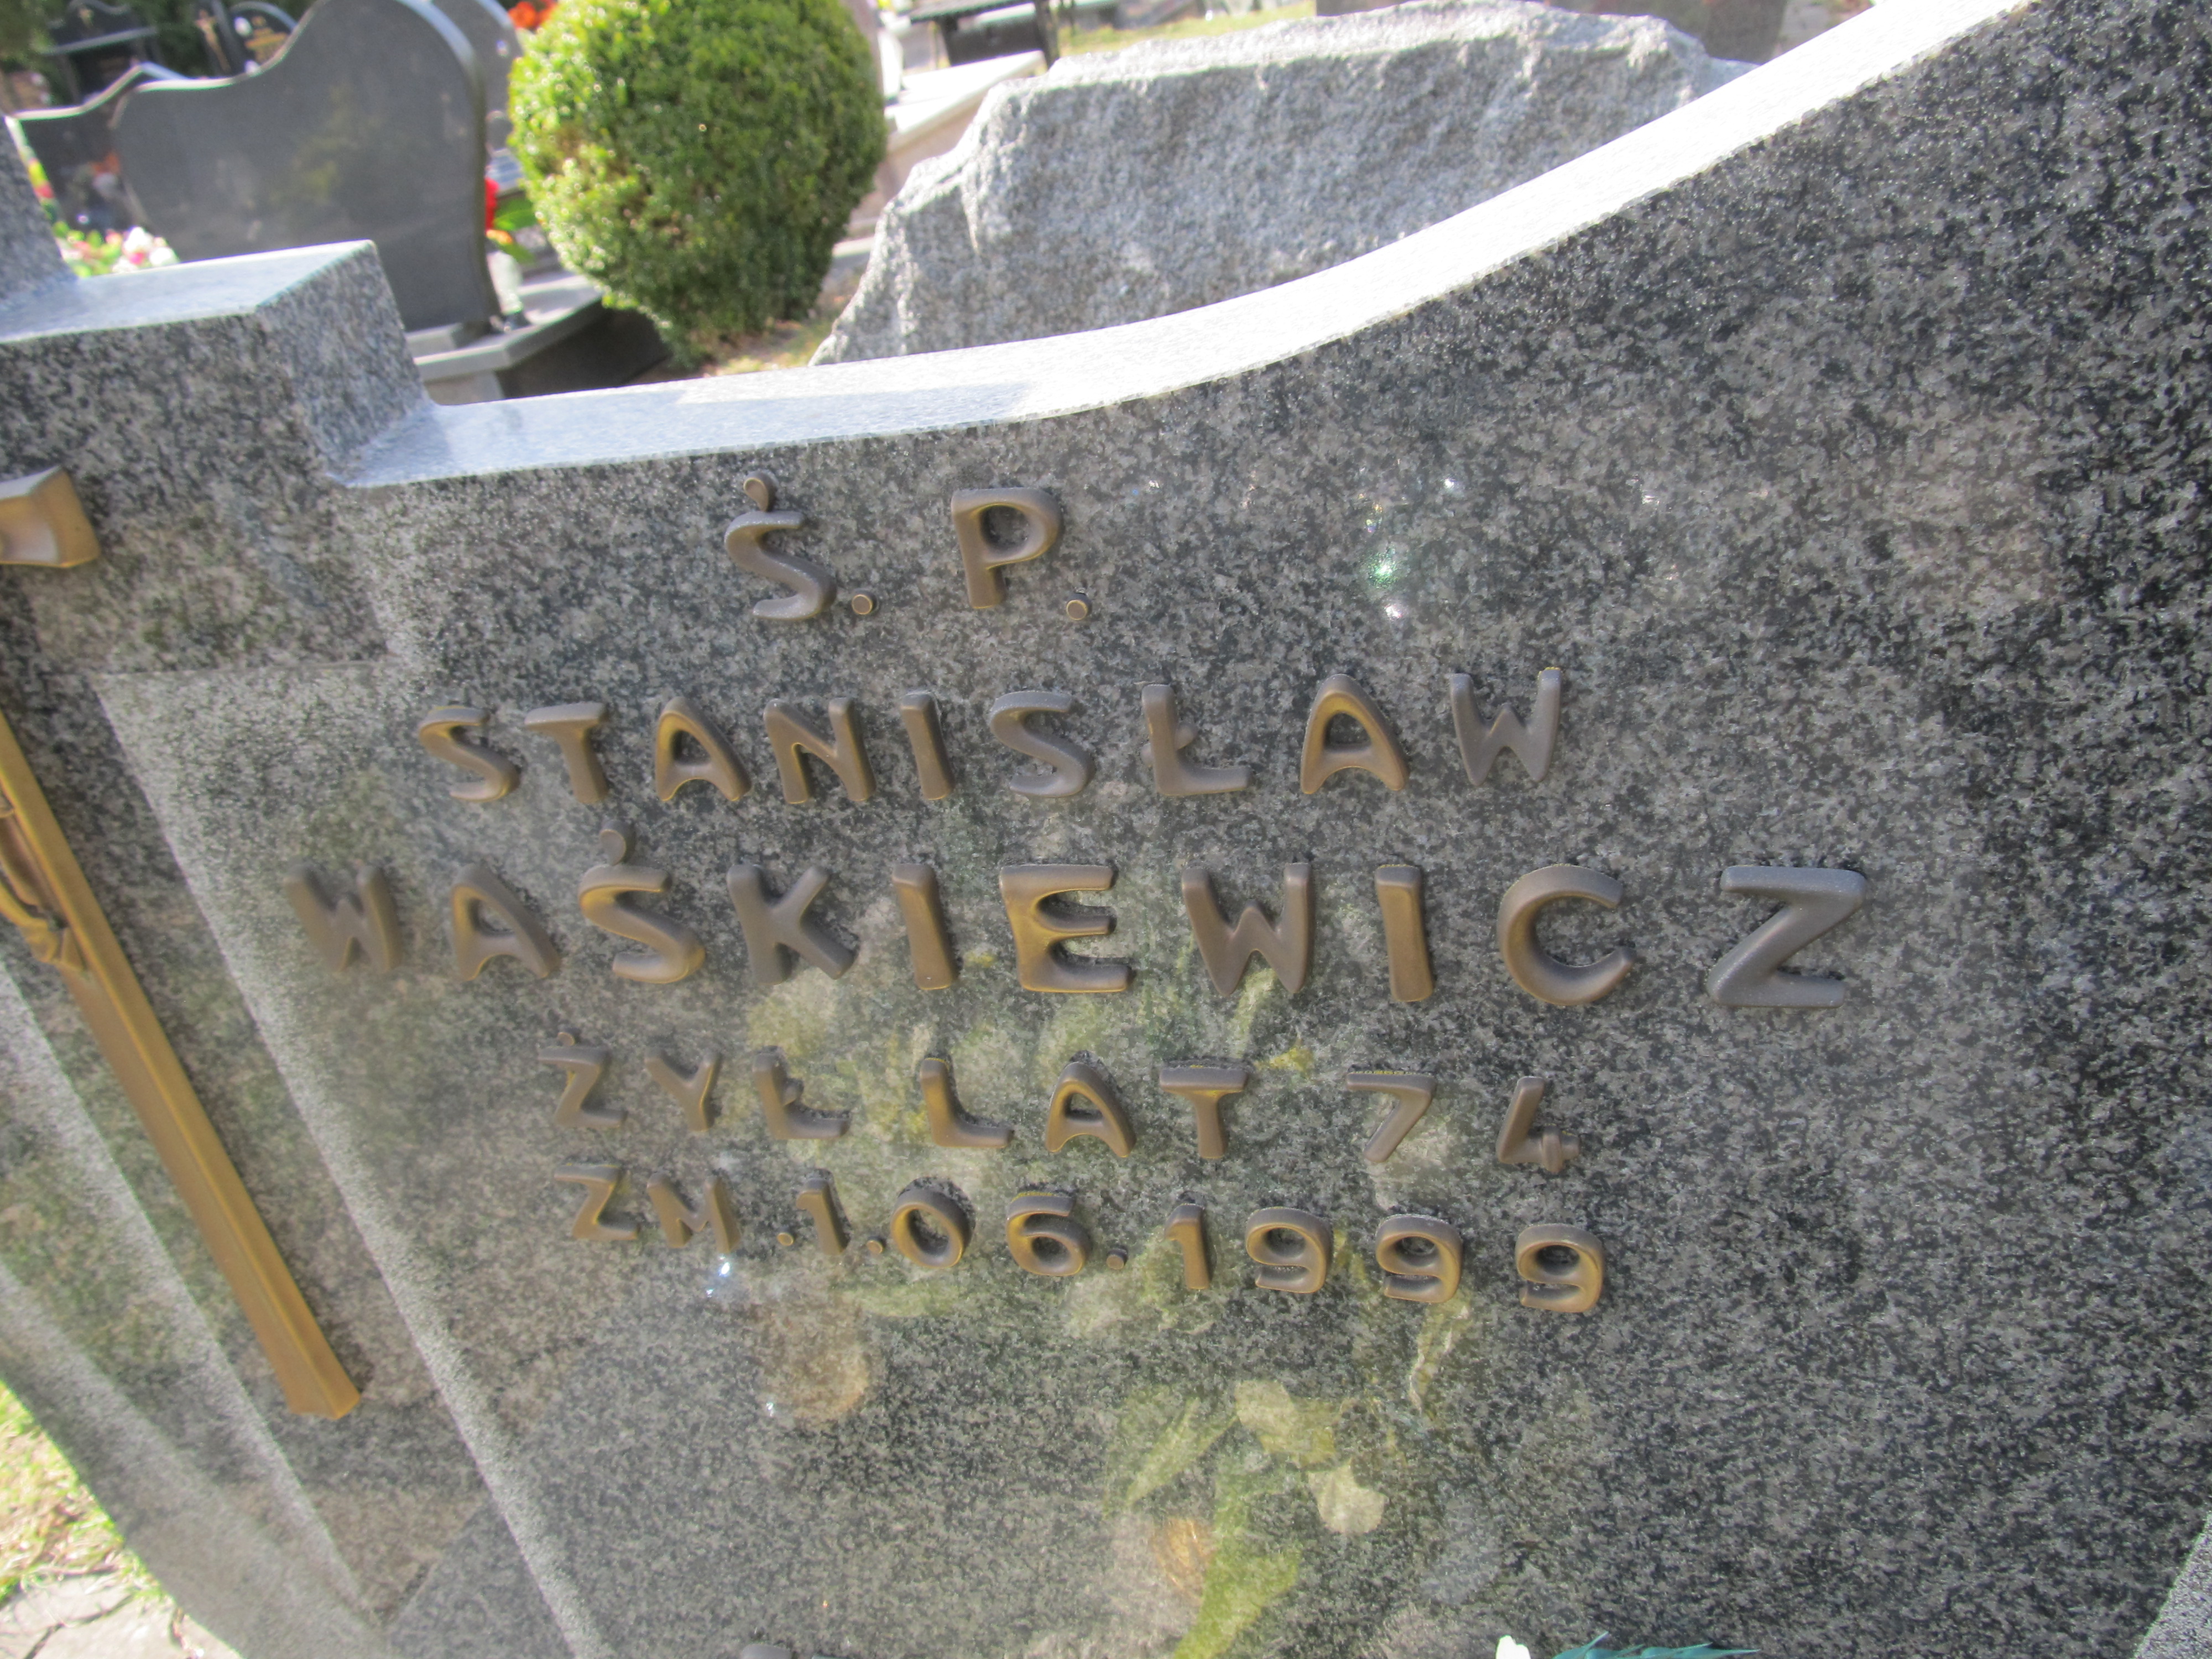 Ś. P.
STANISŁAW
WAŚKIEWICZ
ŻYŁ LAT 74
ZM.1.06.1999